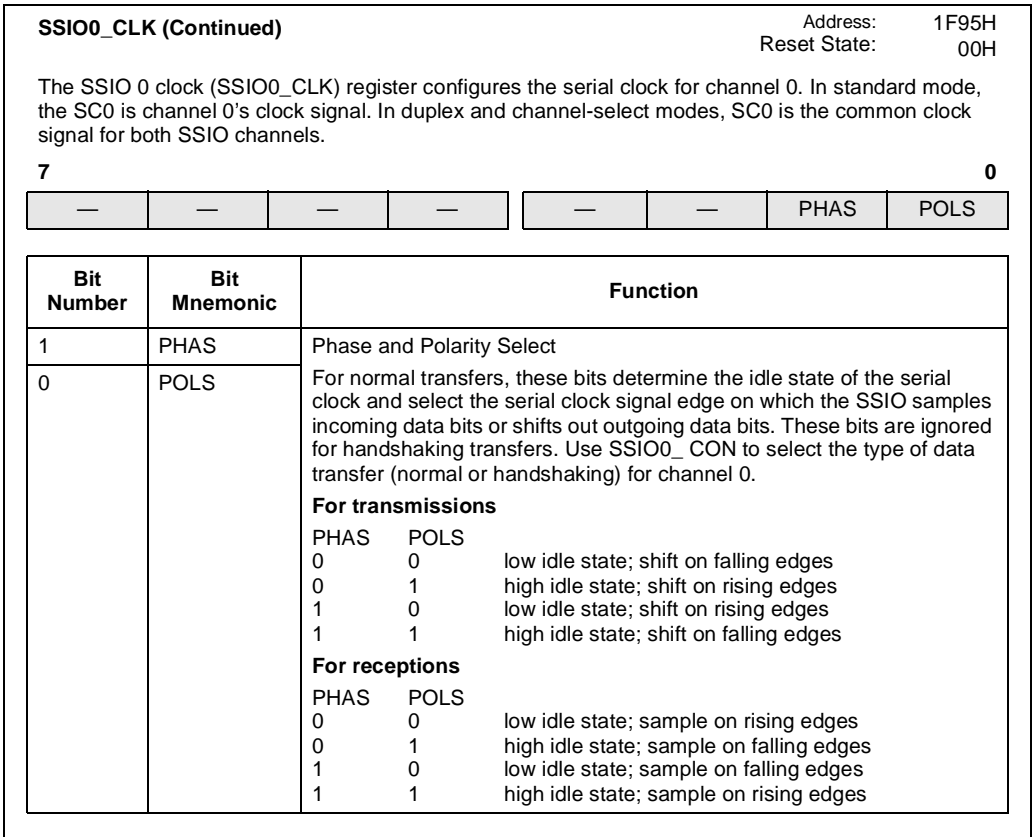 SSIO0_CLK (Continued)
Address: 1F95H
Reset State: 00H
The SSIO 0 clock (SSIO0_CLK) register configures the serial clock for channel 0. In standard mode,
the SC0 is channel 0's clock signal. In duplex and channel-select modes, SC0 is the common clock
signal for both SSIO channels.
7 0
— — — — — — PHAS POLS
Bit Number Bit Mnemonic Function
1 PHAS Phase and Polarity Select
0 POLS For normal transfers, these bits determine the idle state of the serial
clock and select the serial clock signal edge on which the SSIO samples
incoming data bits or shifts out outgoing data bits. These bits are ignored
for handshaking transfers. Use SSIO0_ CON to select the type of data
transfer (normal or handshaking) for channel 0.
For transmissions
PHAS POLS
0 0 low idle state; shift on falling edges
0 1 high idle state; shift on rising edges
1 0 low idle state; shift on rising edges
1 1 high idle state; shift on falling edges
For receptions
PHAS POLS
0 0 low idle state; sample on rising edges
0 1 high idle state; sample on falling edges
1 0 low idle state; sample on falling edges
1 1 high idle state; sample on rising edges